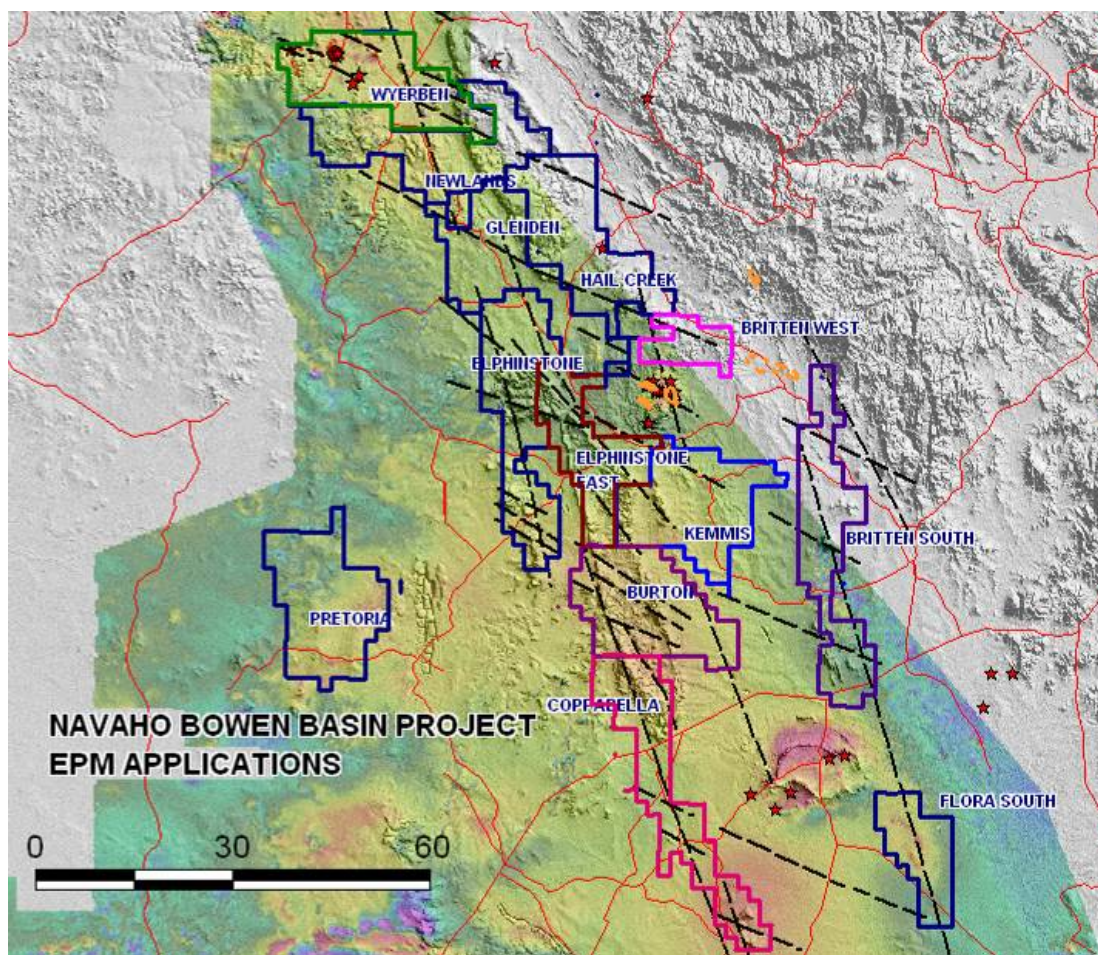 WYERBEN
NEWLANDS
GLENDEN
HAIL CREEK
BRITTEN WEST
ELPHINSTONE
ELPHINSTONE
EAST
KEMMIS
BRITTEN SOUTH
BURTON
PRETORIA
COPPABELLA
NAVAHO BOWEN BASIN PROJECT
EPM APPLICATIONS
FLORA SOUTH
0 30 60